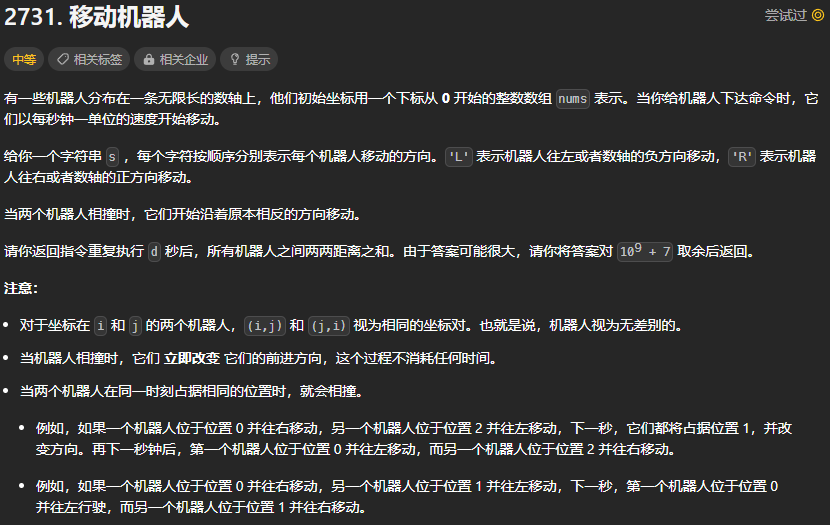 2731. 移动机器人
尝试过
中等
相关标签
相关企业
提示
有一些机器人分布在一条无限长的数轴上，他们初始坐标用一个下标从 0 开始的整数数组 nums 表示。当你给机器人下达命令时，它
们以每秒钟一单位的速度开始移动。
给你一个字符串 s ，每个字符按顺序分别表示每个机器人移动的方向。'L' 表示机器人往左或者数轴的负方向移动，'R' 表示机器
人往右或者数轴的正方向移动。
当两个机器人相撞时，它们开始沿着原本相反的方向移动。
请你返回指令重复执行 d 秒后，所有机器人之间两两距离之和。由于答案可能很大，请你将答案对 10⁹ + 7 取余后返回。
注意：
• 对于坐标在 i 和 j 的两个机器人，(i,j) 和 (j,i) 视为相同的坐标对。也就是说，机器人视为无差别的。
• 当机器人相撞时，它们 立即改变 它们的前进方向，这个过程不消耗任何时间。
• 当两个机器人在同一时刻占据相同的位置时，就会相撞。
• 例如，如果一个机器人位于位置 0 并往右移动，另一个机器人位于位置 2 并往左移动，下一秒，它们都将占据位置 1，并改
变方向。再下一秒钟后，第一个机器人位于位置 0 并往左移动，而另一个机器人位于位置 2 并往右移动。
• 例如，如果一个机器人位于位置 0 并往右移动，另一个机器人位于位置 1 并往左移动，下一秒，第一个机器人位于位置 0
并往左行驶，而另一个机器人位于位置 1 并往右移动。